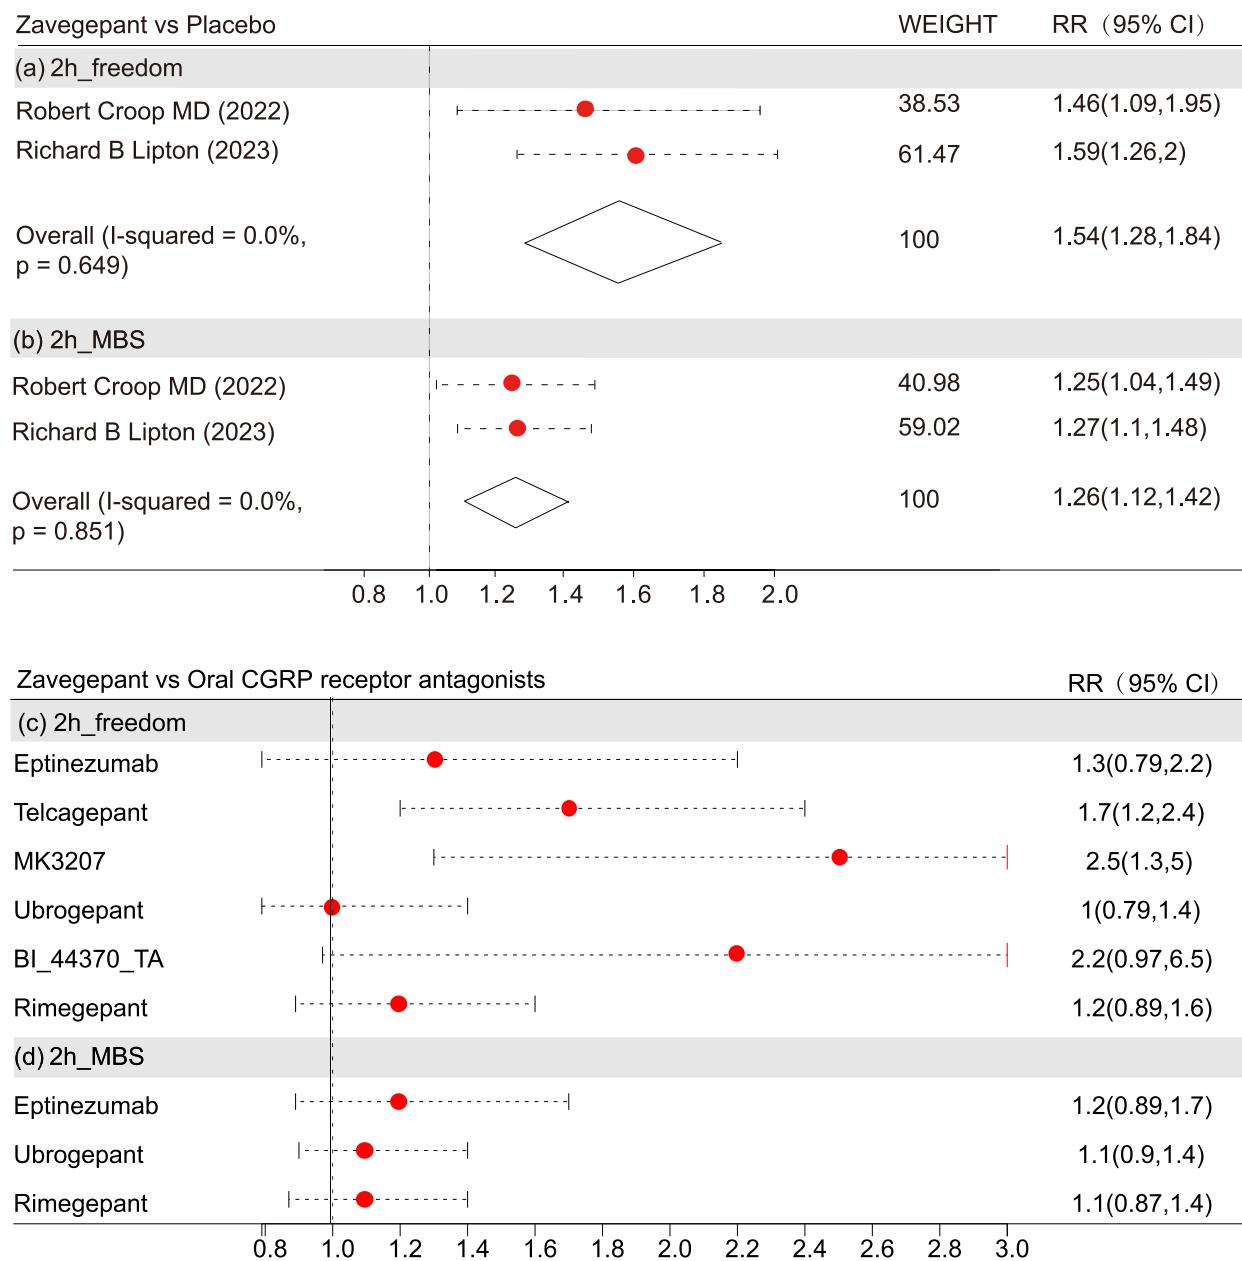 Zavegepant vs Placebo WEIGHT RR（95% CI）
(a) 2h_freedom
Robert Croop MD (2022) 38.53 1.46(1.09,1.95)
Richard B Lipton (2023) 61.47 1.59(1.26,2)
Overall (I-squared = 0.0%, 100 1.54(1.28,1.84)
p = 0.649)
(b) 2h_MBS
Robert Croop MD (2022) 40.98 1.25(1.04,1.49)
Richard B Lipton (2023) 59.02 1.27(1.1,1.48)
Overall (I-squared = 0.0%, 100 1.26(1.12,1.42)
p = 0.851)
0.8 1.0 1.2 1.4 1.6 1.8 2.0
Zavegepant vs Oral CGRP receptor antagonists RR（95% CI）
(c) 2h_freedom
Eptinezumab 1.3(0.79,2.2)
Telcagepant 1.7(1.2,2.4)
MK3207 2.5(1.3,5)
Ubrogepant 1(0.79,1.4)
BI_44370_TA 2.2(0.97,6.5)
Rimegepant 1.2(0.89,1.6)
(d) 2h_MBS
Eptinezumab 1.2(0.89,1.7)
Ubrogepant 1.1(0.9,1.4)
Rimegepant 1.1(0.87,1.4)
0.8 1.0 1.2 1.4 1.6 1.8 2.0 2.2 2.4 2.6 2.8 3.0